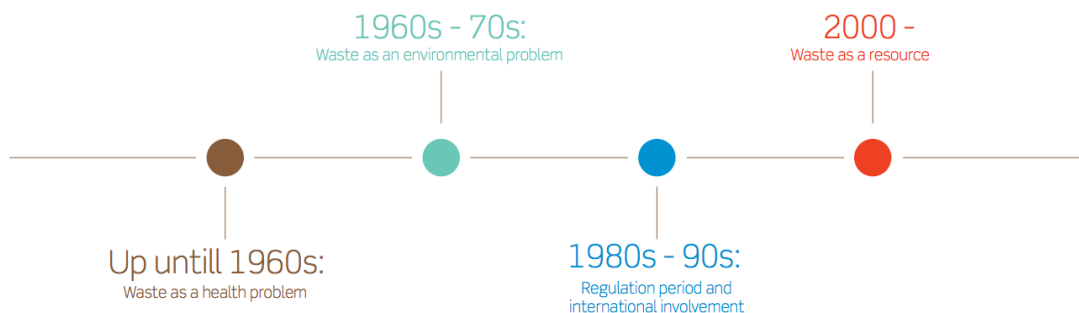 1960s - 70s:
Waste as an environmental problem
2000 -
Waste as a resource
Up untill 1960s:
Waste as a health problem
1980s - 90s:
Regulation period and
international involvement